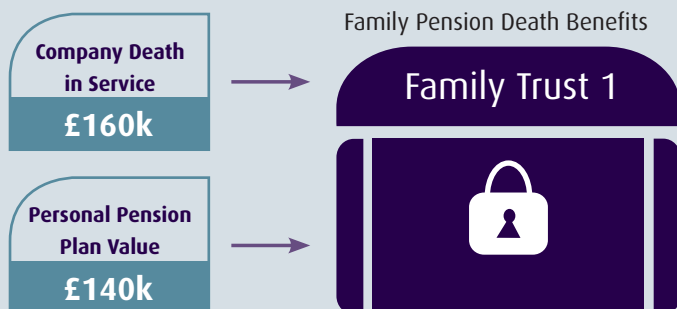 Family Pension Death Benefits
Company Death
in Service
£160k
Family Trust 1
Personal Pension
Plan Value
£140k